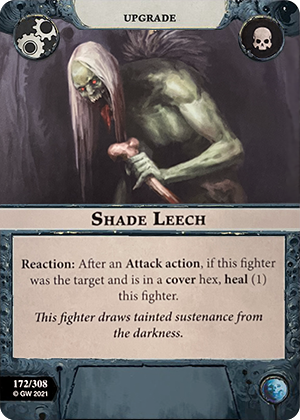 UPGRADE
SHADE LEECH
Reaction: After an Attack action, if this fighter
was the target and is in a cover hex, heal (1)
this fighter.
This fighter draws tainted sustenance from
the darkness.
172/308
© GW 2021